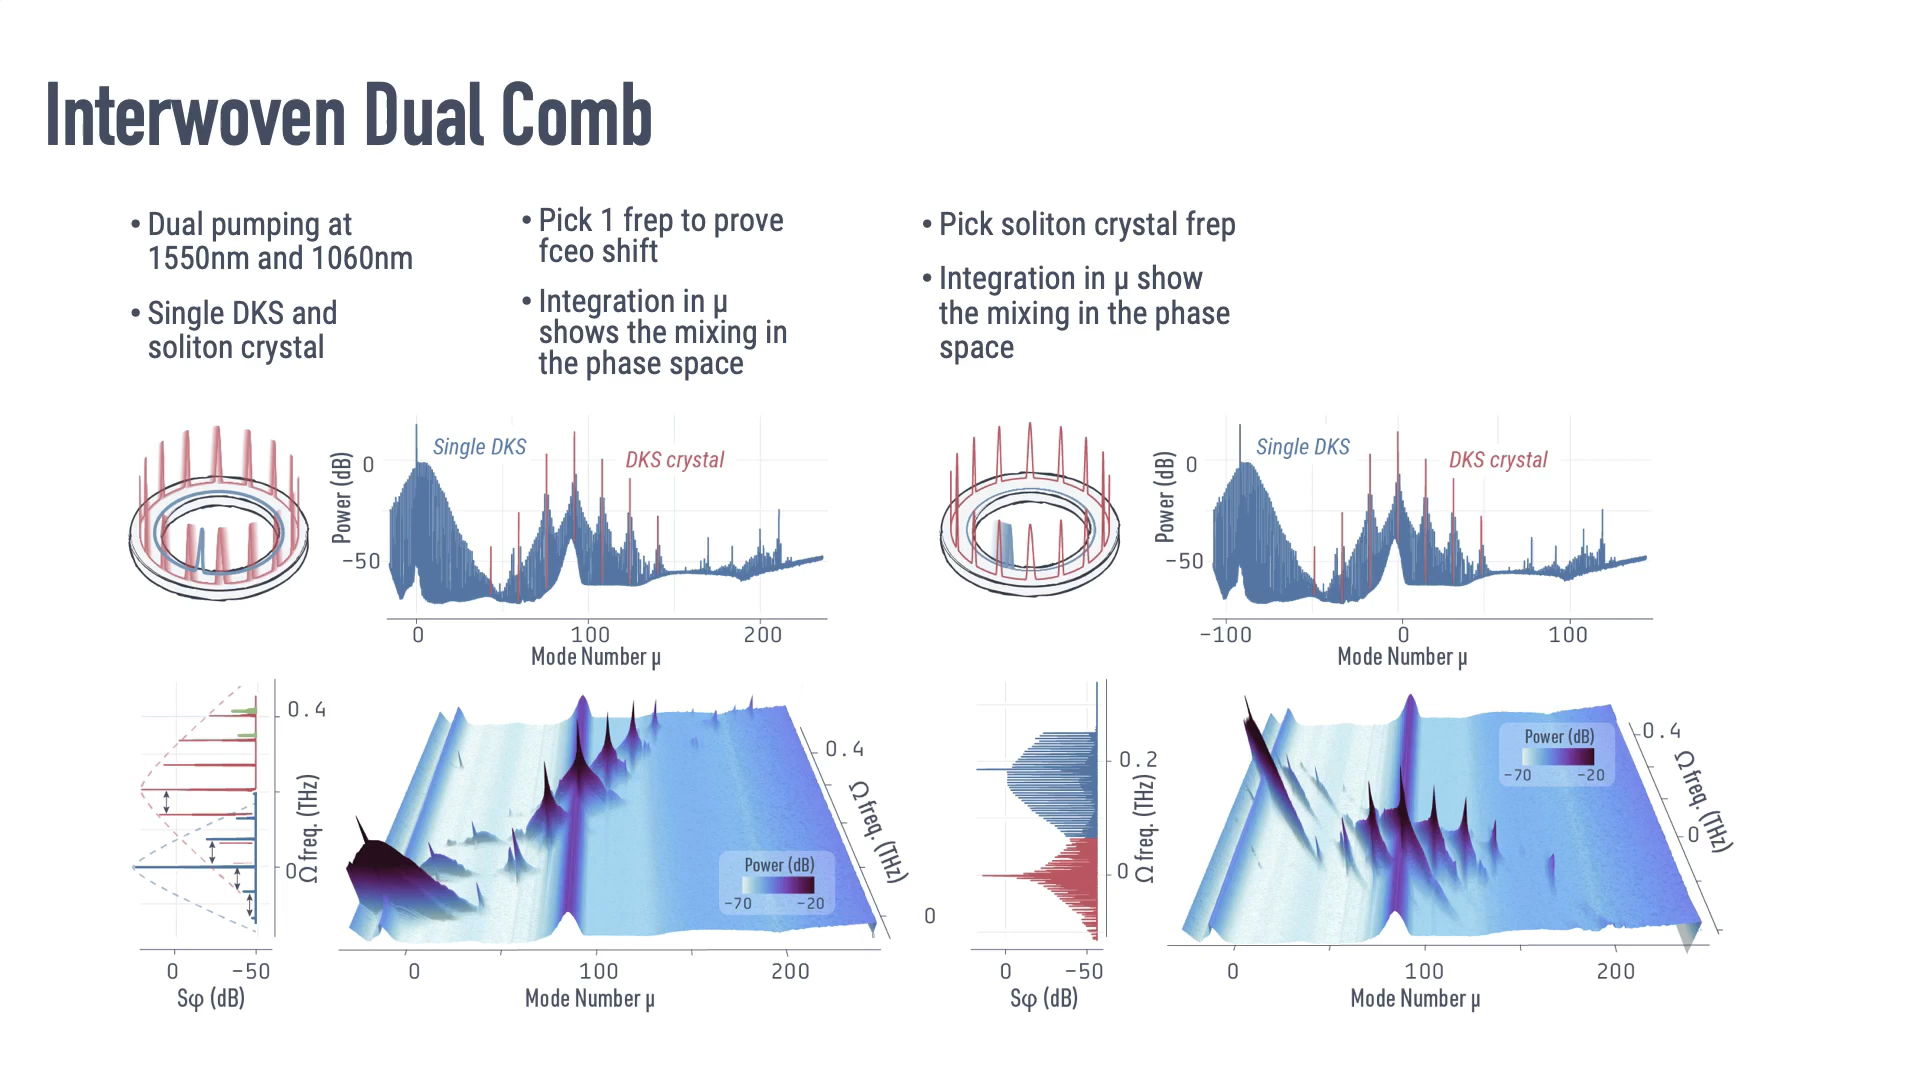 Interwoven Dual Comb
• Dual pumping at
1550nm and 1060nm
• Single DKS and
soliton crystal
• Pick 1 frep to prove
fceo shift
• Integration in μ
shows the mixing in
the phase space
• Pick soliton crystal frep
• Integration in μ show
the mixing in the phase
space
Single DKS
DKS crystal
Power (dB)
0
−50
0
100
200
Mode Number μ
Single DKS
DKS crystal
Power (dB)
0
−50
−100
0
100
Mode Number μ
0.4
0
Ω freq. (THz)
0
−50
Sφ (dB)
0.4
Ω freq. (THz)
0
Power (dB)
−70
−20
0
100
200
Mode Number μ
0.2
0
Ω freq. (THz)
0
−50
Sφ (dB)
Power (dB)
−70
−20
0.4
Ω freq. (THz)
0
0
100
200
Mode Number μ